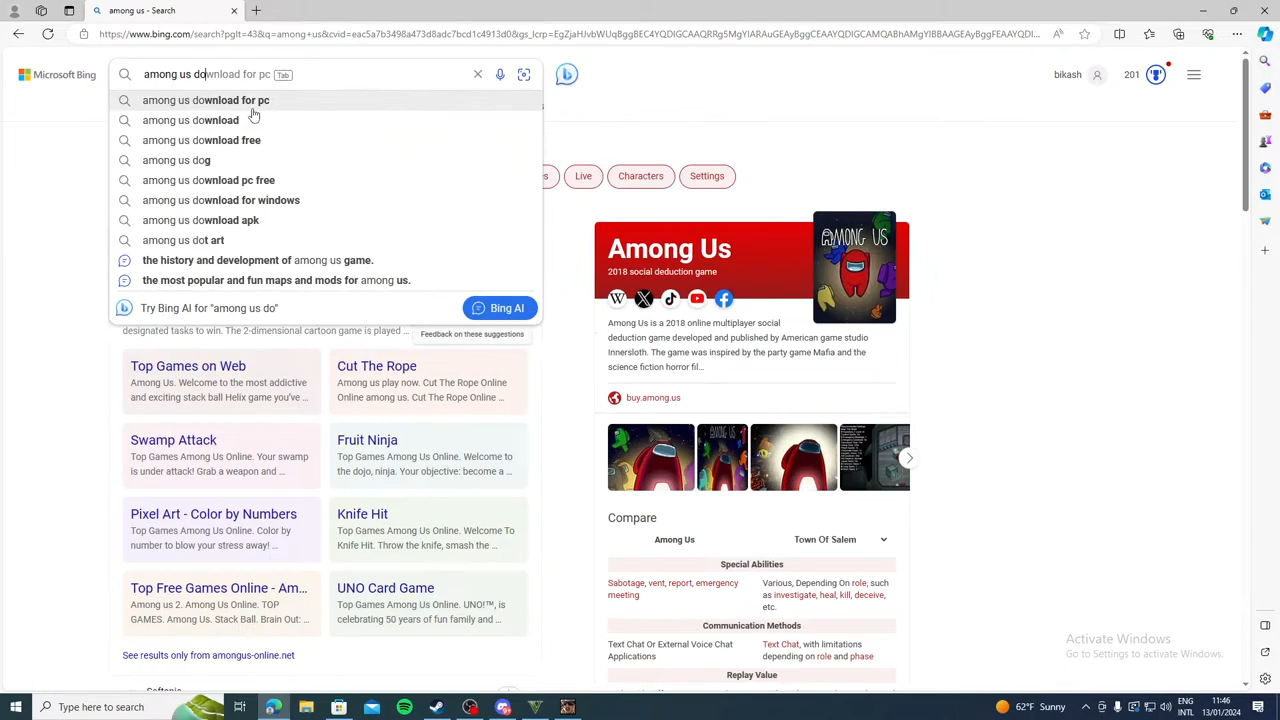 among us - Search
https://www.bing.com/search?pglt=43&q=among+us&cvid=eac5a7b3498a473d8adc7bcd1c4913d0&gs_lcrp=EgZjaHJvbWUqBggBEC4YQDIGCAAQRRg5MgYIARAuGEAyBggCEAAYQDIGCAMQABhAMgYIBBAAGEAyBggFEAAYQDI...
Microsoft Bing
among us download for pc Tab
bikash
201
among us download for pc
among us download
among us download free
among us dog
among us download pc free
among us download for windows
among us download apk
among us dot art
the history and development of among us game.
the most popular and fun maps and mods for among us.
Try Bing AI for "among us do"
Bing AI
Feedback on these suggestions
Live
Characters
Settings
designated tasks to win. The 2-dimensional cartoon game is played ...
Top Games on Web
Among Us. Welcome to the most addictive
and exciting stack ball Helix game you've ...
Cut The Rope
Among us play now. Cut The Rope Online
Online among us. Cut The Rope Online ...
Swamp Attack
Top Games Among Us Online. Your swamp
is under attack! Grab a weapon and ...
Fruit Ninja
Top Games Among Us Online. Welcome to
the dojo, ninja. Your objective: become a ...
Pixel Art - Color by Numbers
Top Games Among Us Online. Color by
number to blow your stress away! ...
Knife Hit
Top Games Among Us Online. Welcome To
Knife Hit. Throw the knife, smash the ...
Top Free Games Online - Am...
Among us 2. Among Us Online. TOP
GAMES. Among Us. Stack Ball. Brain Out: ...
UNO Card Game
Top Games Among Us Online. UNO!™, is
celebrating 50 years of fun family and ...
See results only from amongus-online.net
Softonic
Among Us
2018 social deduction game
AMONG US
Among Us is a 2018 online multiplayer social
deduction game developed and published by American game studio
Innersloth. The game was inspired by the party game Mafia and the
science fiction horror fil...
buy.among.us
Compare
Among Us
Town Of Salem
Special Abilities
Sabotage, vent, report, emergency
meeting
Various, Depending On role, such
as investigate, heal, kill, deceive,
etc.
Communication Methods
Text Chat Or External Voice Chat
Applications
Text Chat, with limitations
depending on role and phase
Replay Value
Activate Windows
Go to Settings to activate Windows.
Type here to search
62°F Sunny
ENG
INTL
11:46
13/01/2024